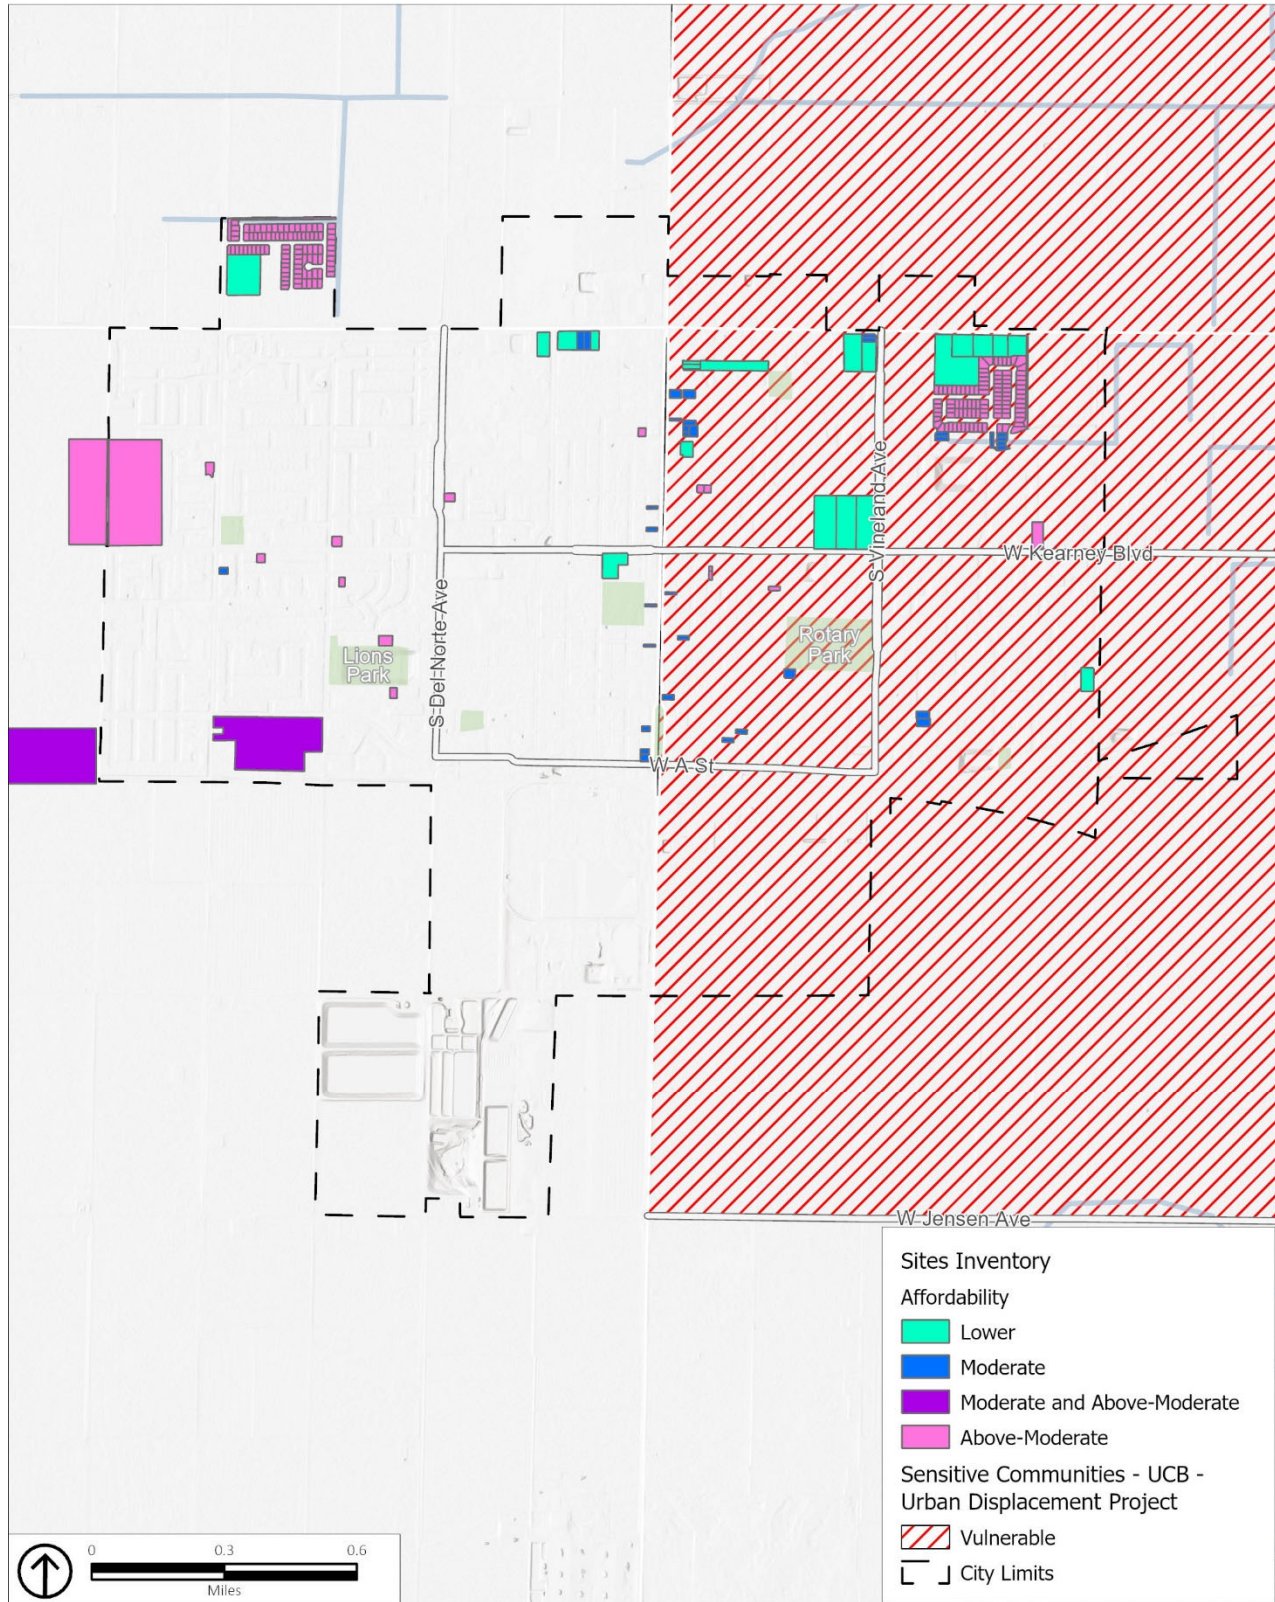 S Vineland Ave
W Kearney Blvd
S Del Norte Ave
Rotary
Park
Lions
Park
W A St
W Jensen Ave
Sites Inventory
Affordability
Lower
Moderate
Moderate and Above-Moderate
Above-Moderate
Sensitive Communities - UCB -
Urban Displacement Project
Vulnerable
City Limits
0 0.3 0.6
Miles